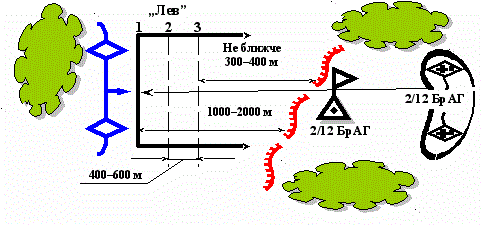 „Лев”
1 2 3
Не ближче
300–400 м
1000–2000 м
400–600 м
2/12 БрАГ
2/12 БрАГ